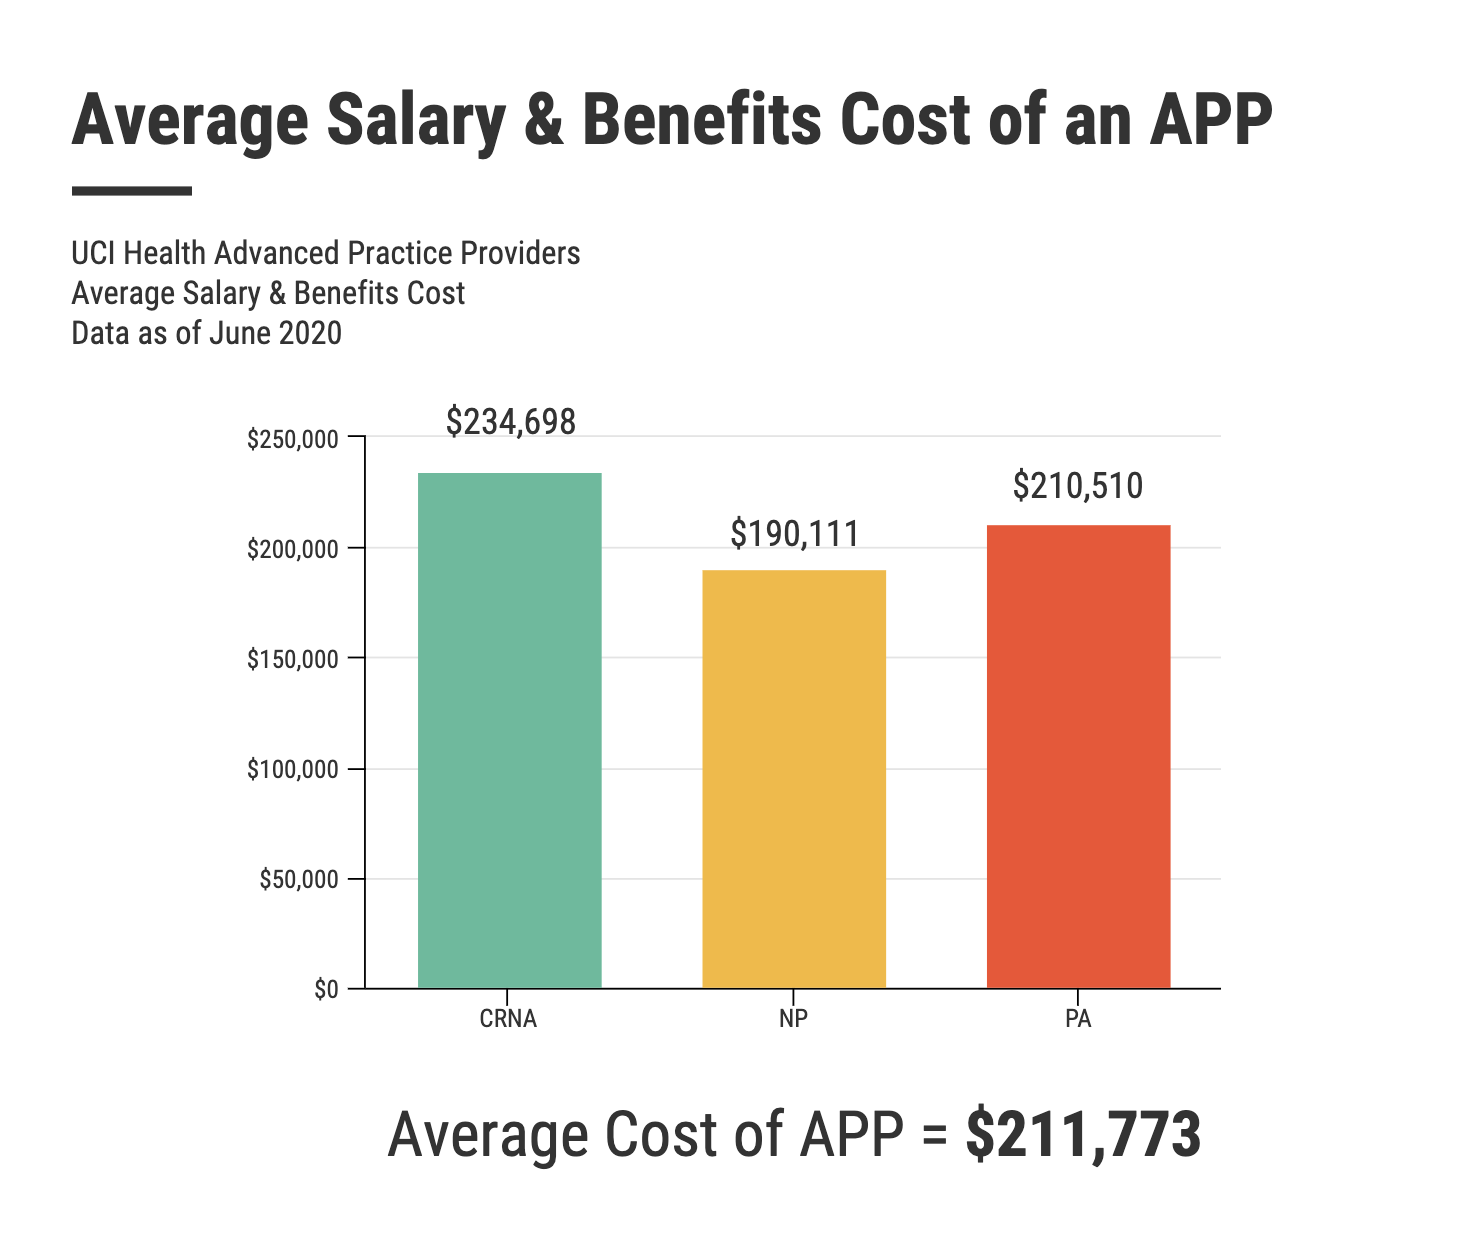 Average Salary & Benefits Cost of an APP
UCI Health Advanced Practice Providers
Average Salary & Benefits Cost
Data as of June 2020
$234,698
$190,111
$210,510
$250,000
$200,000
$150,000
$100,000
$50,000
$0
CRNA
NP
PA
Average Cost of APP = $211,773